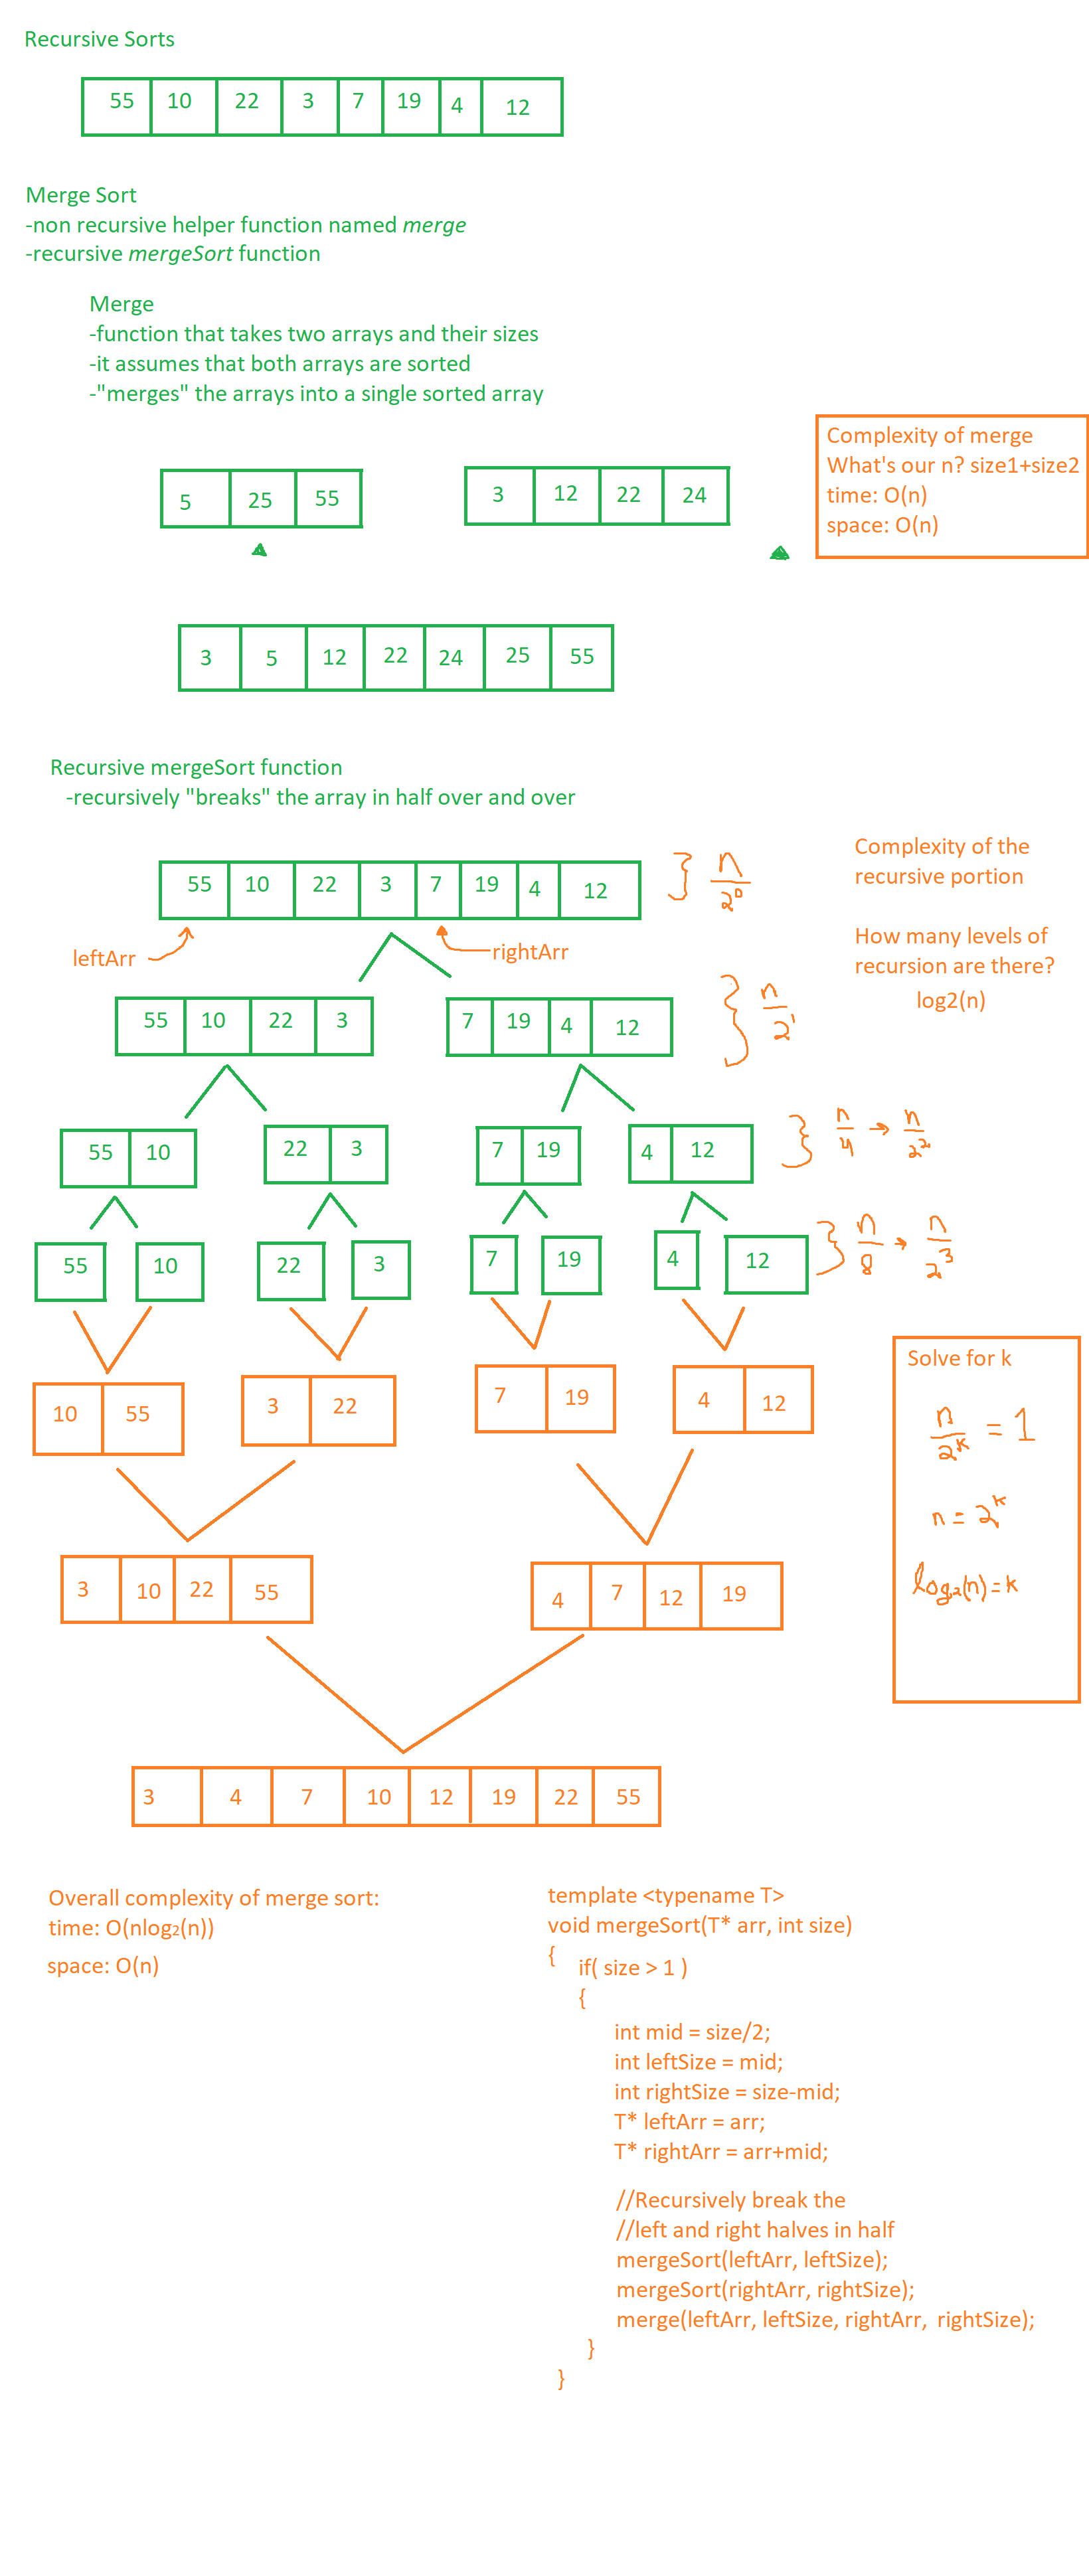 Recursive Sorts
55 10 22 3 7 19 4 12
Merge Sort
-non recursive helper function named merge
-recursive mergeSort function
Merge
-function that takes two arrays and their sizes
-it assumes that both arrays are sorted
-"merges" the arrays into a single sorted array
Complexity of merge
What's our n? size1+size2
time: O(n)
space: O(n)
5 25 55
3 12 22 24
3 5 12 22 24 25 55
Recursive mergeSort function
-recursively "breaks" the array in half over and over
Complexity of the
recursive portion
How many levels of
recursion are there?
log2(n)
55 10 22 3 7 19 4 12
n/2^0
leftArr
rightArr
55 10 22 3
7 19 4 12
n/2^1
55 10
22 3
7 19
4 12
n/4 → n/2^2
55
10
22
3
7
19
4
12
n/8 → n/2^3
10 55
3 22
7 19
4 12
Solve for k
n/2^k = 1
n = 2^k
log₂(n)=k
3 10 22 55
4 7 12 19
3 4 7 10 12 19 22 55
Overall complexity of merge sort:
time: O(nlog₂(n))
space: O(n)
template <typename T>
void mergeSort(T* arr, int size)
{
if( size > 1 )
{
int mid = size/2;
int leftSize = mid;
int rightSize = size-mid;
T* leftArr = arr;
T* rightArr = arr+mid;
//Recursively break the
//left and right halves in half
mergeSort(leftArr, leftSize);
mergeSort(rightArr, rightSize);
merge(leftArr, leftSize, rightArr, rightSize);
}
}